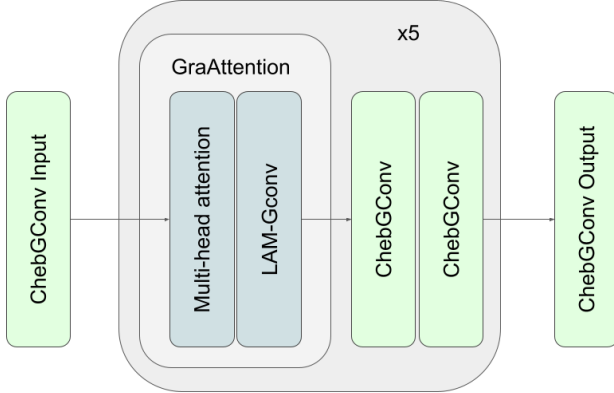 x5
GraAttention
ChebGConv Input
Multi-head attention
LAM-Gconv
ChebGConv
ChebGConv
ChebGConv Output